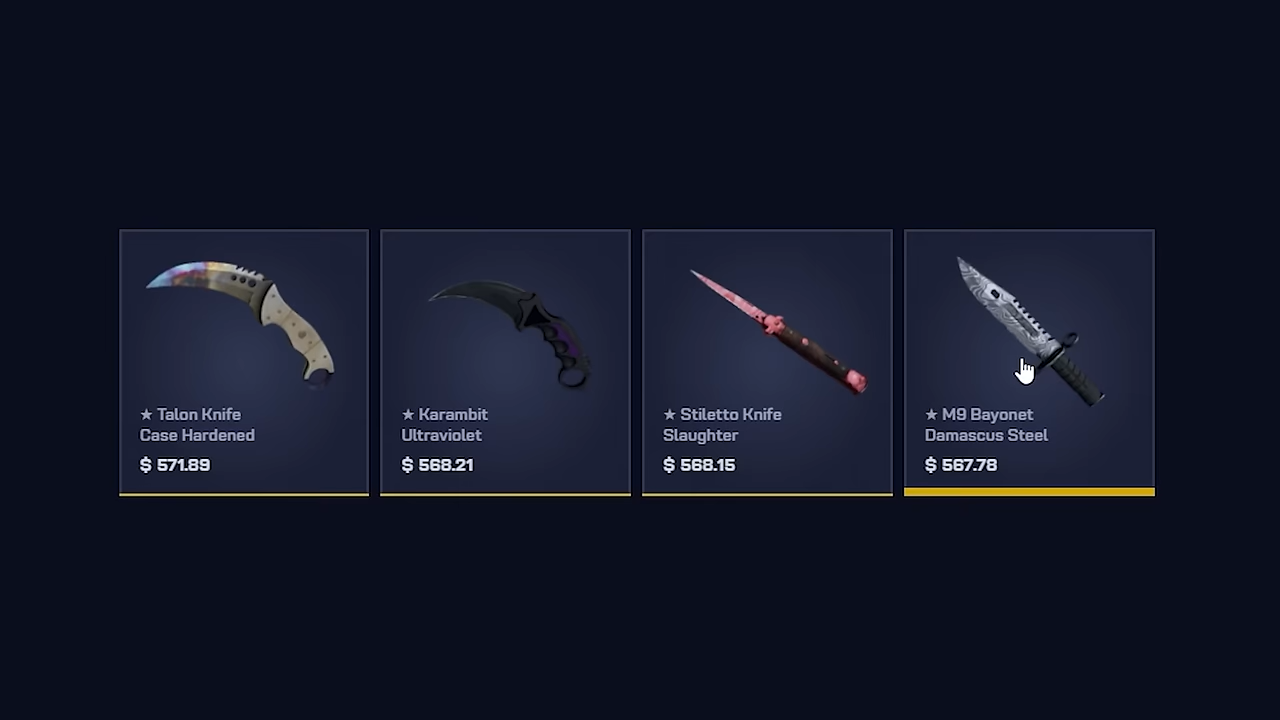 ★ Talon Knife
Case Hardened
$ 571.89
★ Karambit
Ultraviolet
$ 568.21
★ Stiletto Knife
Slaughter
$ 568.15
★ M9 Bayonet
Damascus Steel
$ 567.78